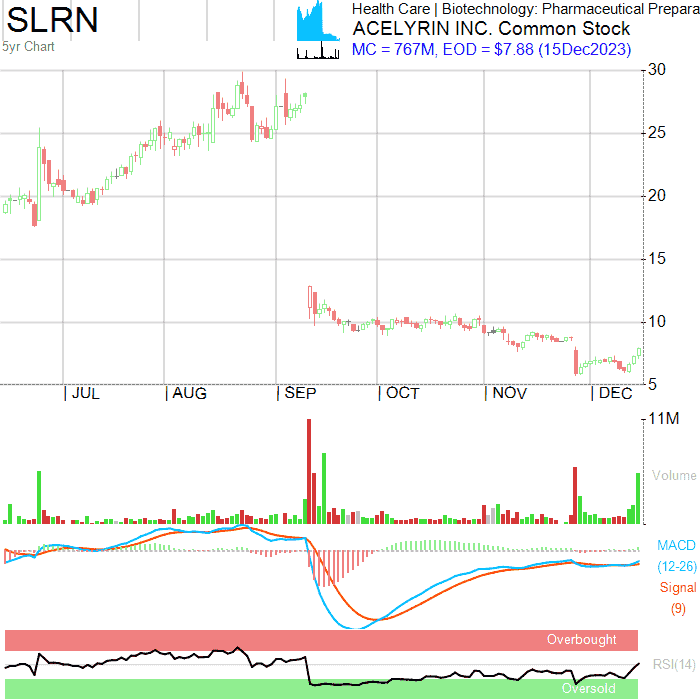 SLRN
5yr Chart
Health Care | Biotechnology: Pharmaceutical Prepara
ACELYRIN INC. Common Stock
MC = 767M, EOD = $7.88 (15Dec2023)
30
25
20
15
10
5
| JUL | AUG | SEP | OCT | NOV | DEC
11M
Volume
MACD
(12-26)
Signal
(9)
Overbought
RSI(14)
Oversold